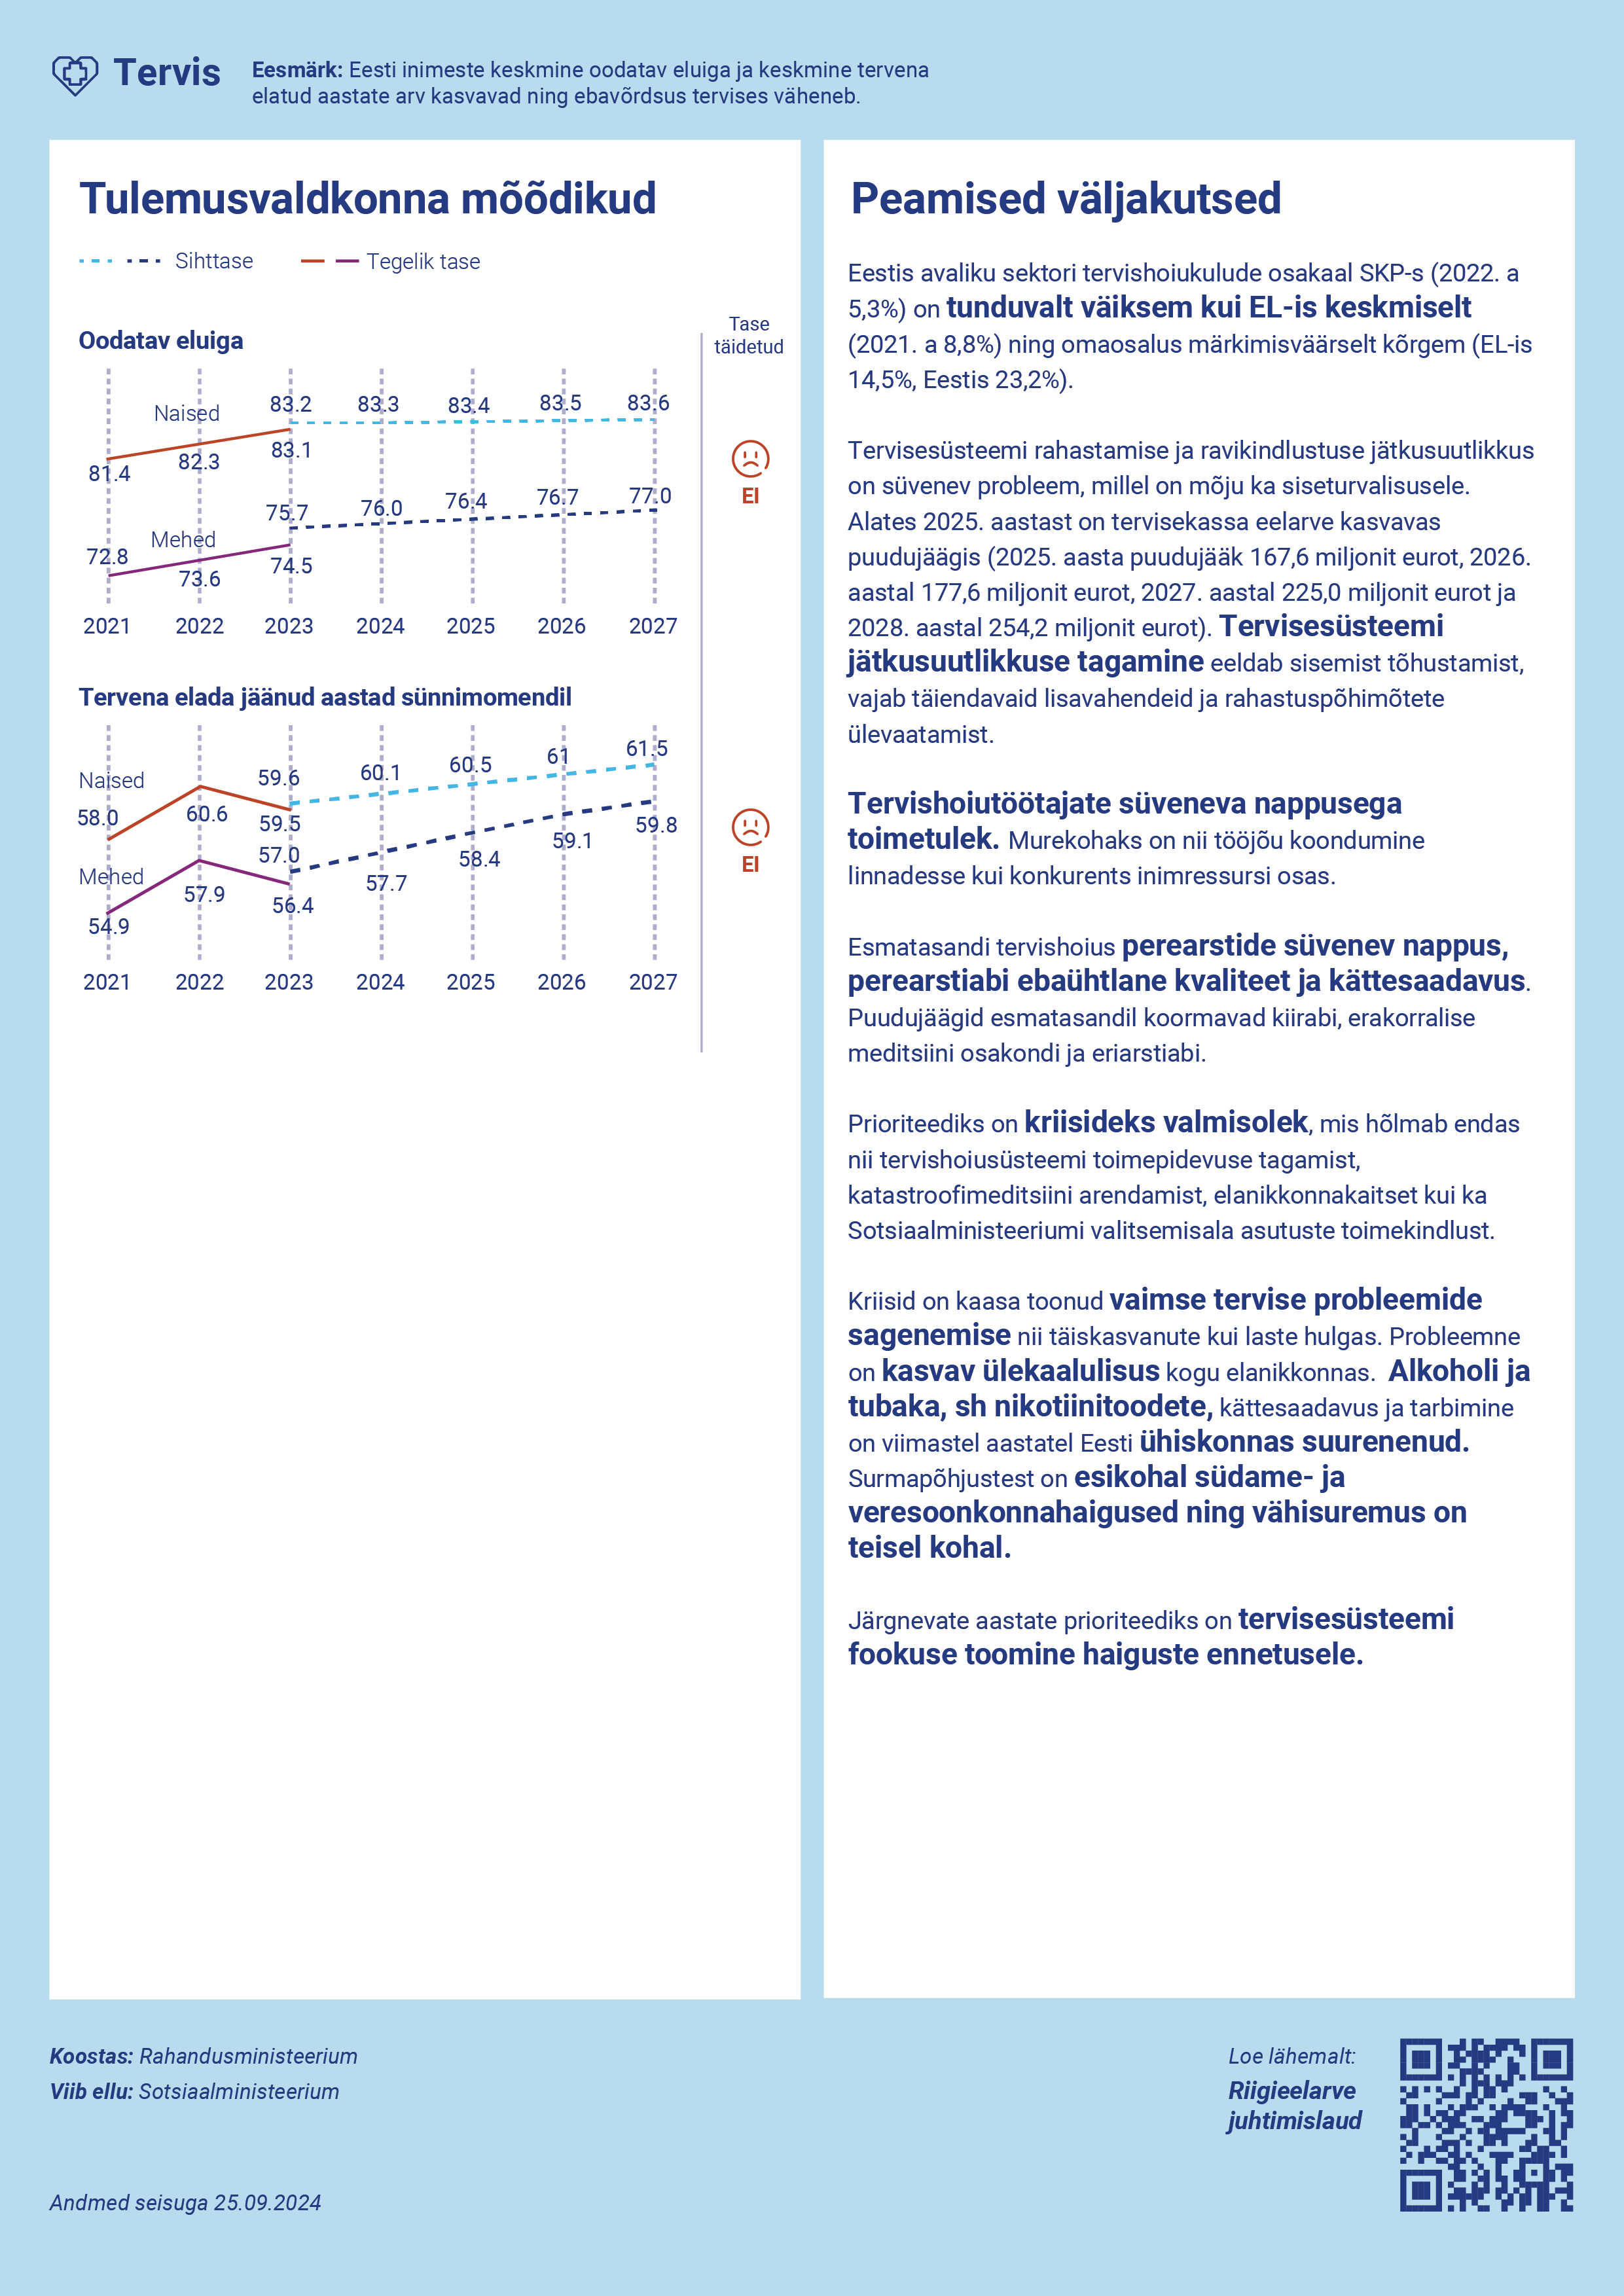 Tervis
Eesmärk: Eesti inimeste keskmine oodatav eluiga ja keskmine tervena
elatud aastate arv kasvavad ning ebavõrdsus tervises väheneb.
Tulemusvaldkonna mõõdikud
Sihttase Tegelik tase
Tase
täidetud
Oodatav eluiga
83.2 83.3 83.4 83.5 83.6
Naised
81.4 82.3 83.1
EI
75.7 76.0 76.4 76.7 77.0
Mehed
72.8 73.6 74.5
2021 2022 2023 2024 2025 2026 2027
Tervena elada jäänud aastad sünnimomendil
59.6 60.1 60.5 61 61.5
Naised
58.0 60.6 59.5
57.0 57.7 58.4 59.1 59.8
EI
Mehed
54.9 57.9 56.4
2021 2022 2023 2024 2025 2026 2027
Peamised väljakutsed
Eestis avaliku sektori tervishoiukulude osakaal SKP-s (2022. a
5,3%) on tunduvalt väiksem kui EL-is keskmiselt
(2021. a 8,8%) ning omaosalus märkimisväärselt kõrgem (EL-is
14,5%, Eestis 23,2%).
Tervisesüsteemi rahastamise ja ravikindlustuse jätkusuutlikkus
on süvenev probleem, millel on mõju ka siseturvalisusele.
Alates 2025. aastast on tervisekassa eelarve kasvavas
puudujäägis (2025. aasta puudujääk 167,6 miljonit eurot, 2026.
aastal 177,6 miljonit eurot, 2027. aastal 225,0 miljonit eurot ja
2028. aastal 254,2 miljonit eurot). Tervisesüsteemi
jätkusuutlikkuse tagamine eeldab sisemist tõhustamist,
vajab täiendavaid lisavahendeid ja rahastuspõhimõtete
ülevaatamist.
Tervishoiutöötajate süveneva nappusega
toimetulek. Murekohaks on nii tööjõu koondumine
linnadesse kui konkurents inimressursi osas.
Esmatasandi tervishoius perearstide süvenev nappus,
perearstiabi ebaühtlane kvaliteet ja kättesaadavus.
Puudujäägid esmatasandil koormavad kiirabi, erakorralise
meditsiini osakondi ja eriarstiabi.
Prioriteediks on kriisideks valmisolek, mis hõlmab endas
nii tervishoiusüsteemi toimepidevuse tagamist,
katastroofimeditsiini arendamist, elanikkonnakaitset kui ka
Sotsiaalministeeriumi valitsemisala asutuste toimekindlust.
Kriisid on kaasa toonud vaimse tervise probleemide
sagenemise nii täiskasvanute kui laste hulgas. Probleemne
on kasvav ülekaalulisus kogu elanikkonnas. Alkoholi ja
tubaka, sh nikotiinitoodete, kättesaadavus ja tarbimine
on viimastel aastatel Eesti ühiskonnas suurenenud.
Surmapõhjustest on esikohal südame- ja
veresoonkonnahaigused ning vähisuremus on
teisel kohal.
Järgnevate aastate prioriteediks on tervisesüsteemi
fookuse toomine haiguste ennetusele.
Koostas: Rahandusministeerium
Viib ellu: Sotsiaalministeerium
Andmed seisuga 25.09.2024
Loe lähemalt:
Riigieelarve
juhtimislaud